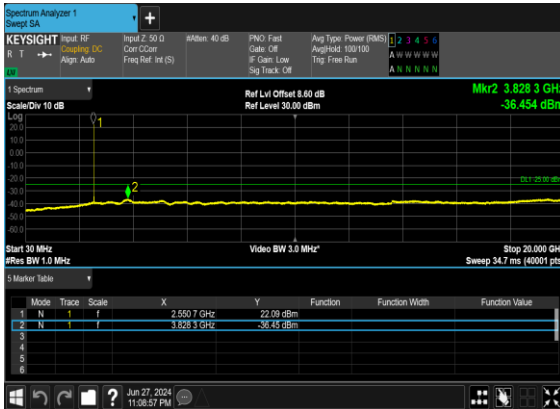 Spectrum Analyzer 1
Swept SA
KEYSIGHT Input: RF Input Z: 50 Ω #Atten: 40 dB PNO: Fast Avg Type: Power (RMS) 1 2 3 4 5 6
R T Coupling: DC Corr CCorr Gate: Off Avg|Hold: 100/100 A W W W W W
Align: Auto Freq Ref: Int (S) IF Gain: Low Trig: Free Run
Sig Track: Off A N N N N N
1 Spectrum
Scale/Div 10 dB
Ref Lvl Offset 8.60 dB
Ref Level 30.00 dBm
Mkr2 3.828 3 GHz
-36.454 dBm
Log
1
20.0
10.0
0.00
-10.0
-20.0
DL1 -25.00 dBm
-30.0
2
-40.0
-50.0
-60.0
Start 30 MHz Video BW 3.0 MHz* Stop 20.000 GHz
#Res BW 1.0 MHz Sweep 34.7 ms (40001 pts)
5 Marker Table
Mode Trace Scale X Y Function Function Width Function Value
1 N 1 f 2.550 7 GHz 22.09 dBm
2 N 1 f 3.828 3 GHz -36.45 dBm
3
4
5
6
? Jun 27, 2024
11:08:57 PM